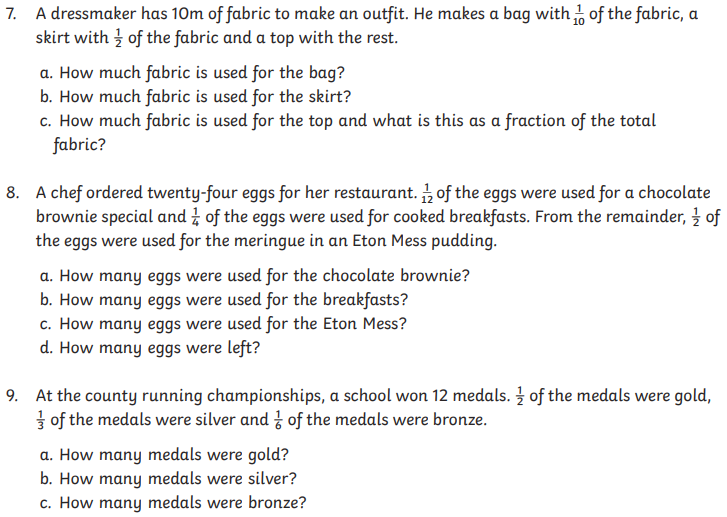 7. A dressmaker has 10m of fabric to make an outfit. He makes a bag with 1/10 of the fabric, a
skirt with 1/2 of the fabric and a top with the rest.
a. How much fabric is used for the bag?
b. How much fabric is used for the skirt?
c. How much fabric is used for the top and what is this as a fraction of the total
fabric?
8. A chef ordered twenty-four eggs for her restaurant. 1/12 of the eggs were used for a chocolate
brownie special and 1/4 of the eggs were used for cooked breakfasts. From the remainder, 1/2 of
the eggs were used for the meringue in an Eton Mess pudding.
a. How many eggs were used for the chocolate brownie?
b. How many eggs were used for the breakfasts?
c. How many eggs were used for the Eton Mess?
d. How many eggs were left?
9. At the county running championships, a school won 12 medals. 1/2 of the medals were gold,
1/3 of the medals were silver and 1/6 of the medals were bronze.
a. How many medals were gold?
b. How many medals were silver?
c. How many medals were bronze?